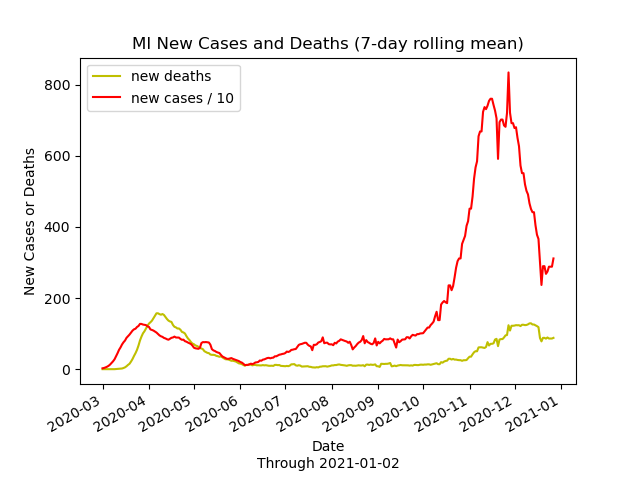 MI New Cases and Deaths (7-day rolling mean)
new deaths
new cases / 10
New Cases or Deaths
800
600
400
200
0
2020-03
2020-04
2020-05
2020-06
2020-07
2020-08
2020-09
2020-10
2020-11
2020-12
2021-01
Date
Through 2021-01-02